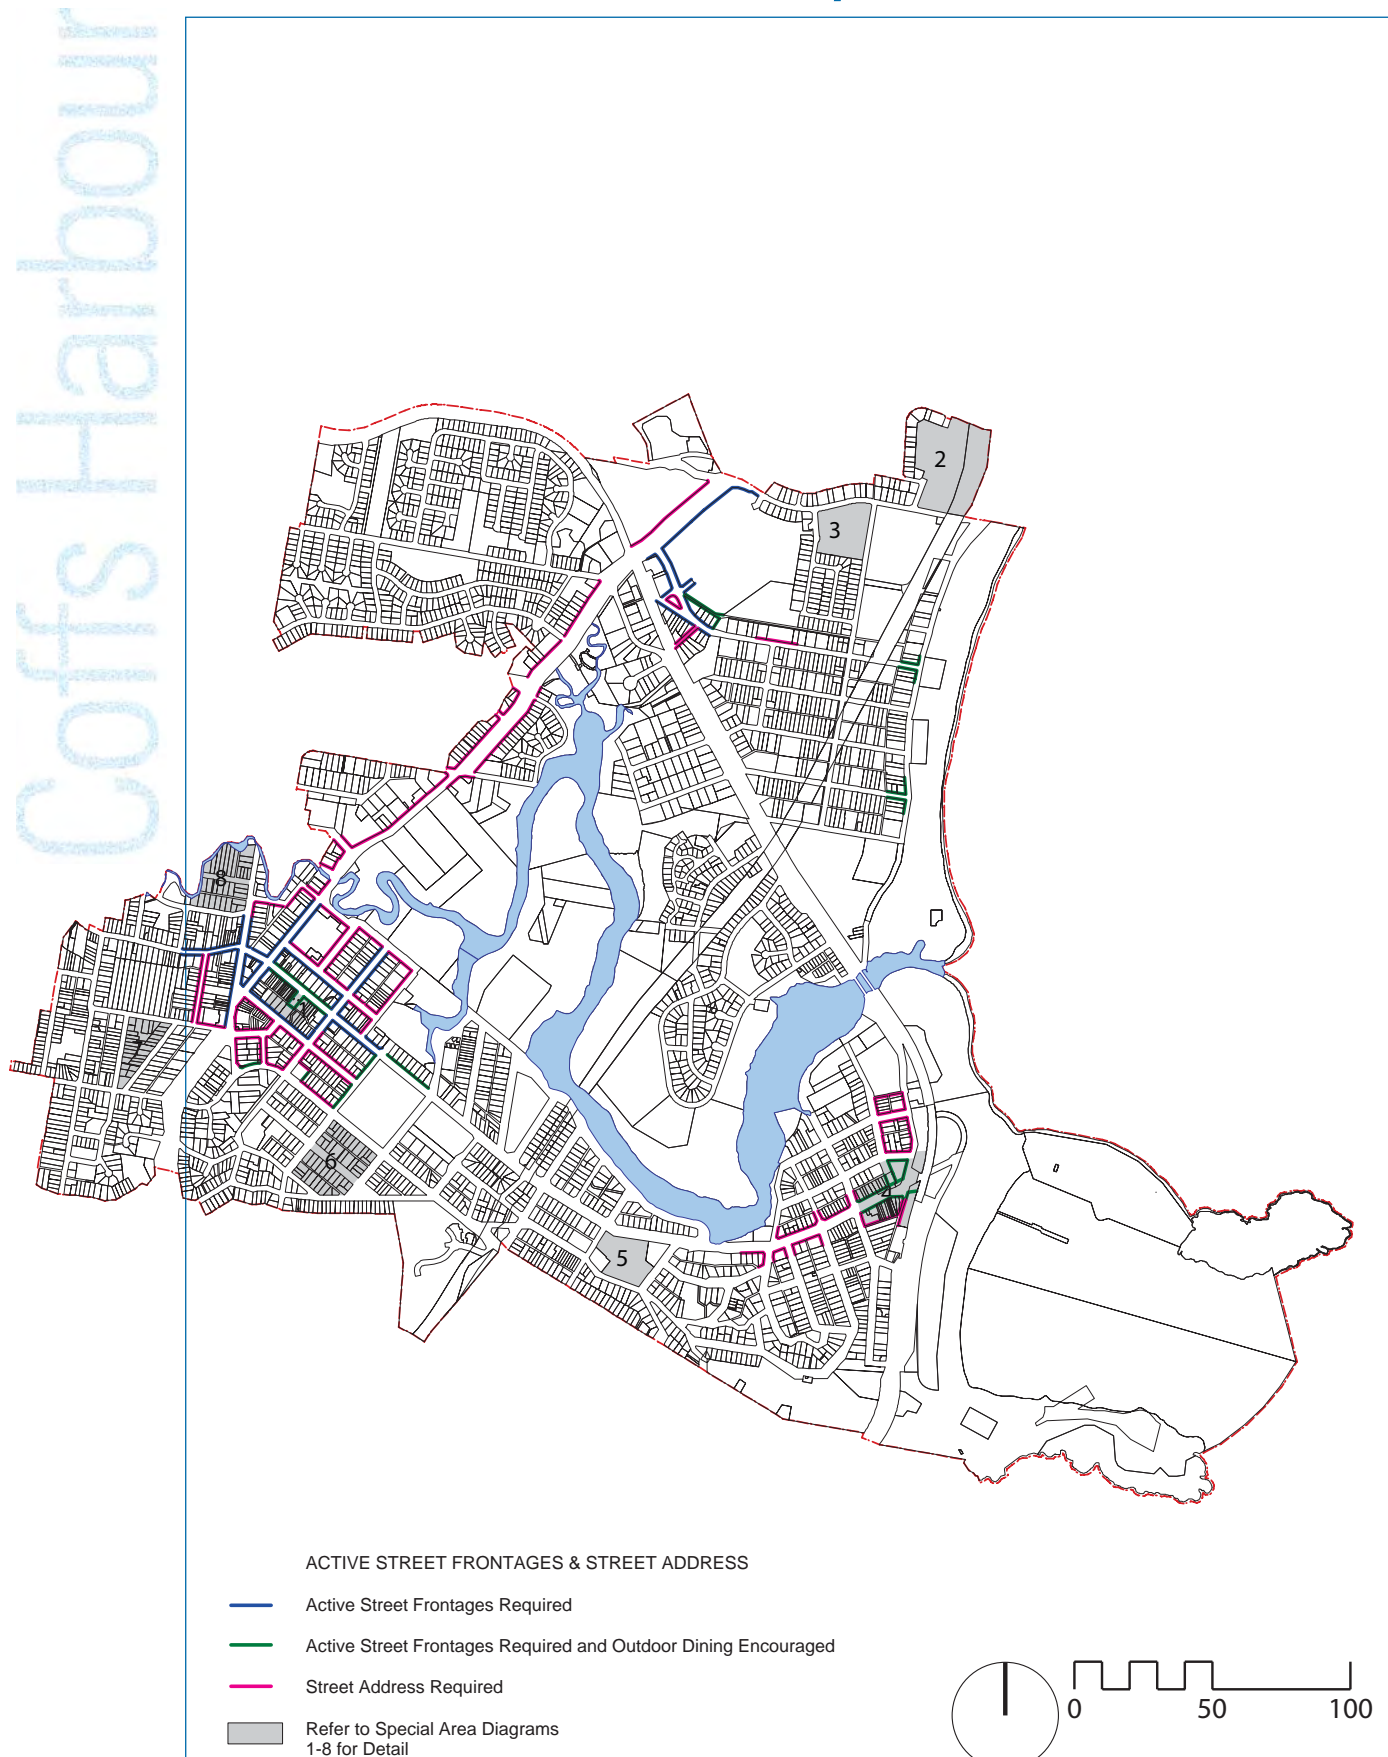 Coffs Harbour
2
3
8
7
6
4
5
ACTIVE STREET FRONTAGES & STREET ADDRESS
Active Street Frontages Required
Active Street Frontages Required and Outdoor Dining Encouraged
Street Address Required
Refer to Special Area Diagrams
1-8 for Detail
0 50 100